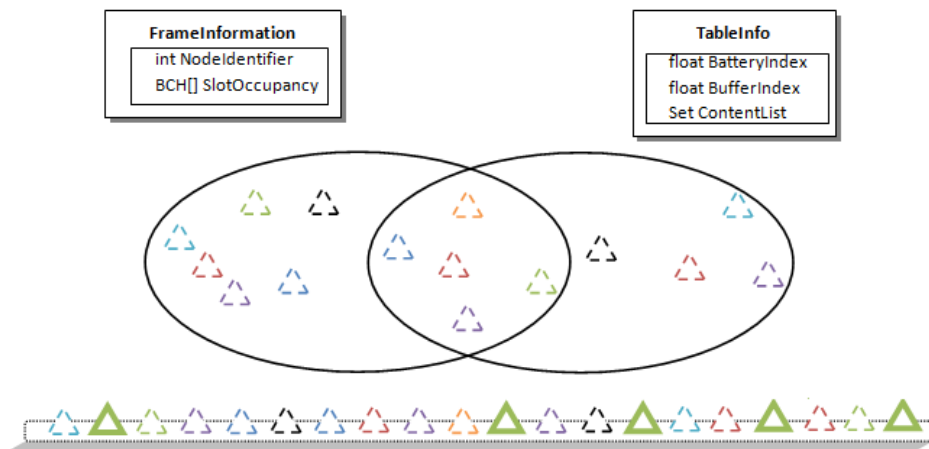 FrameInformation
int NodeIdentifier
BCH[] SlotOccupancy
TableInfo
float BatteryIndex
float BufferIndex
Set ContentList